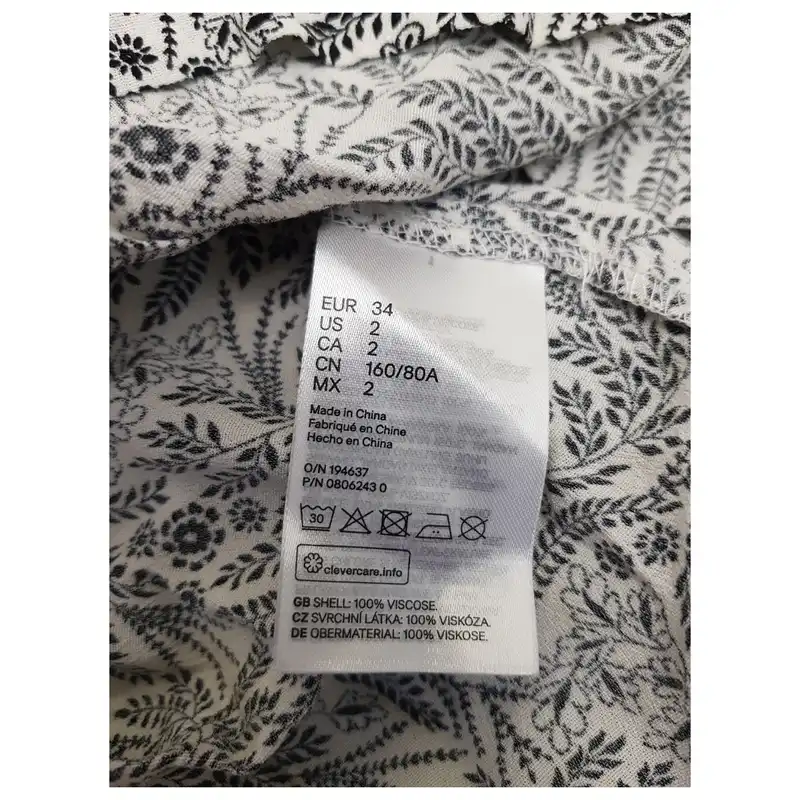 EUR 34
US 2
CA 2
CN 160/80A
MX 2
Made in China
Fabriqué en Chine
Hecho en China
O/N 194637
P/N 0806243 0
30
clevercare.info
GB SHELL: 100% VISCOSE.
CZ SVRCHNÍ LÁTKA: 100% VISKÓZA.
DE OBERMATERIAL: 100% VISKOSE.